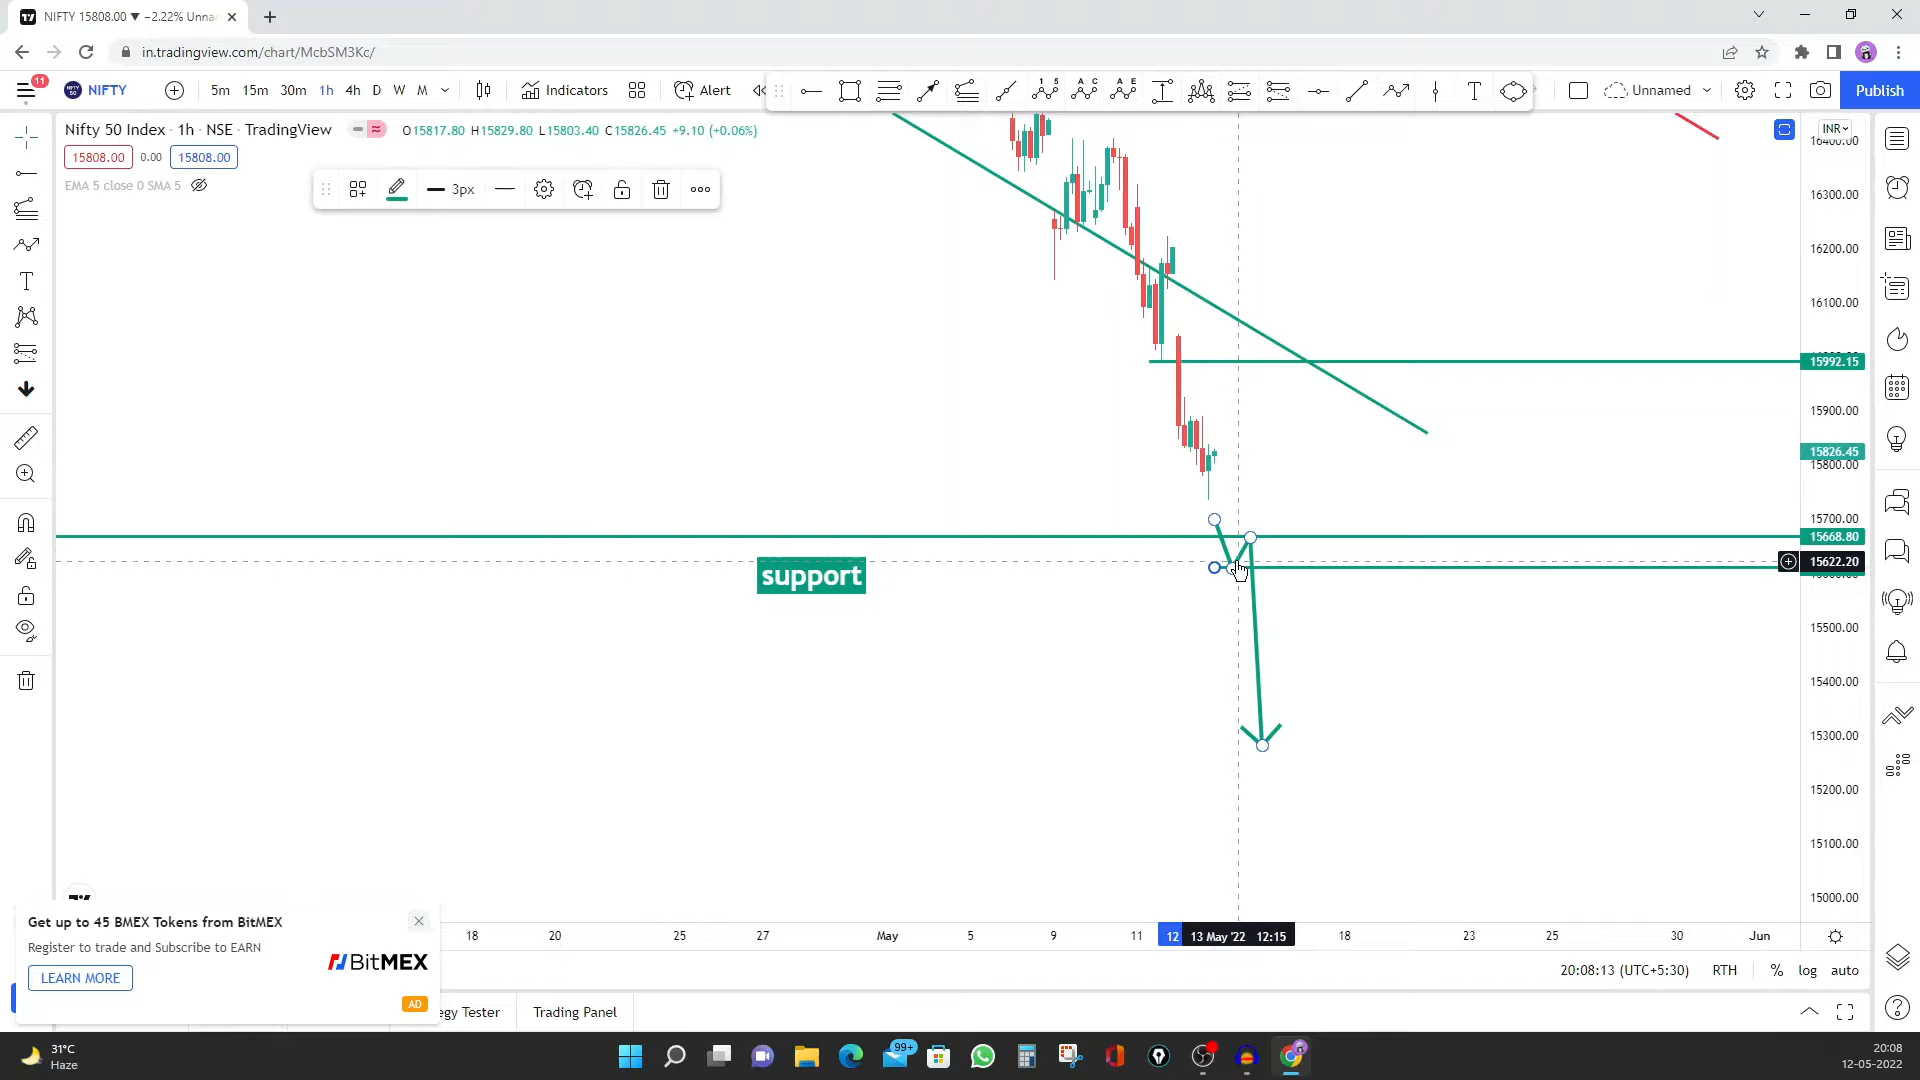 NIFTY 15808.00 ▼ −2.22% Unna
in.tradingview.com/chart/McbSM3Kc/
11
NIFTY 5m 15m 30m 1h 4h D W M Indicators Alert Unnamed Publish
Nifty 50 Index · 1h · NSE · TradingView O15817.80 H15829.80 L15803.40 C15826.45 +9.10 (+0.06%)
INR
15808.00 0.00 15808.00
EMA 5 close 0 SMA 5
3px
16400.00
16300.00
16200.00
16100.00
15992.15
15900.00
15826.45
15800.00
15700.00
15668.80
15622.20
support
15500.00
15400.00
15300.00
15200.00
15100.00
15000.00
Get up to 45 BMEX Tokens from BitMEX
Register to trade and Subscribe to EARN
BitMEX
LEARN MORE
AD
18 20 25 27 May 5 9 11 12 13 May '22 12:15 18 23 25 30 Jun
20:08:13 (UTC+5:30) RTH % log auto
egy Tester Trading Panel
31°C
Haze
99+
20:08
12-05-2022